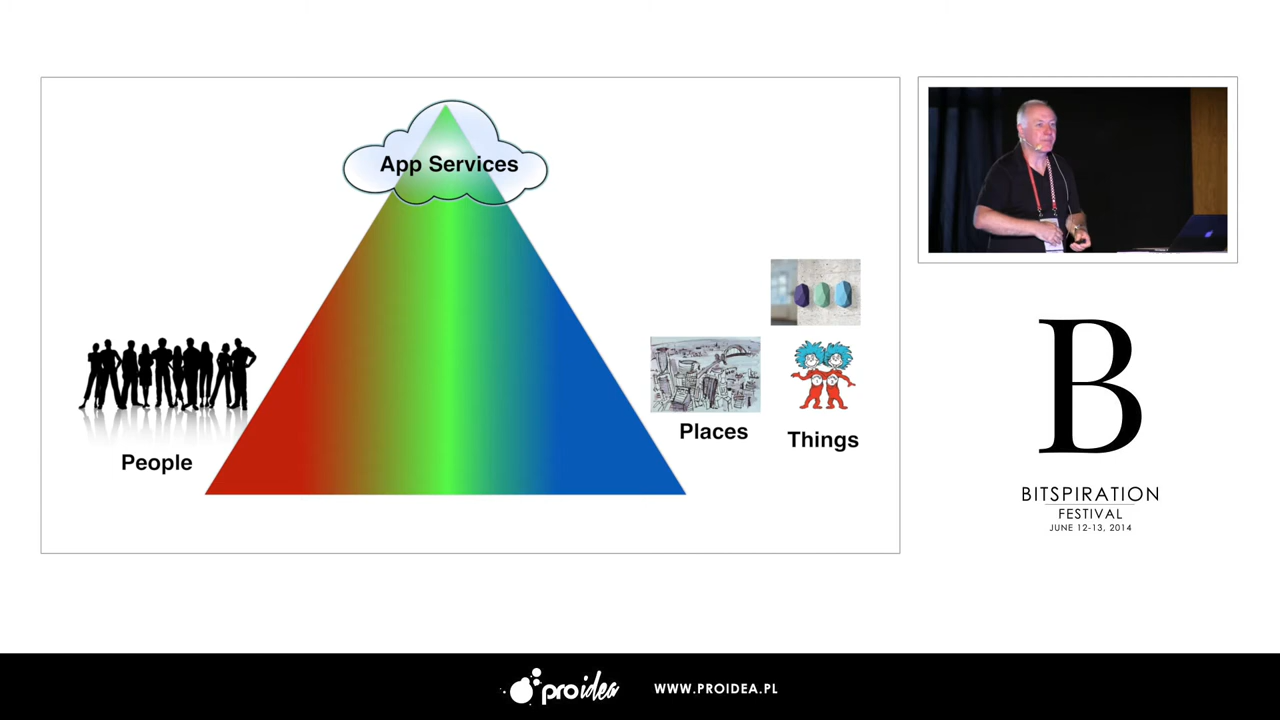 App Services
People
Places
Things
B
BITSPIRATION
FESTIVAL
JUNE 12-13, 2014
proidea
WWW.PROIDEA.PL